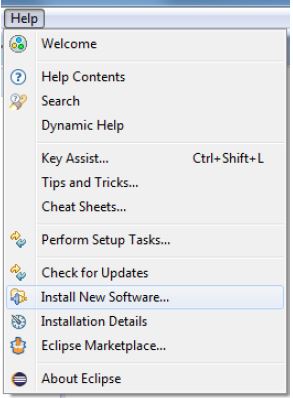 Help
Welcome
Help Contents
Search
Dynamic Help
Key Assist... Ctrl+Shift+L
Tips and Tricks...
Cheat Sheets...
Perform Setup Tasks...
Check for Updates
Install New Software...
Installation Details
Eclipse Marketplace...
About Eclipse